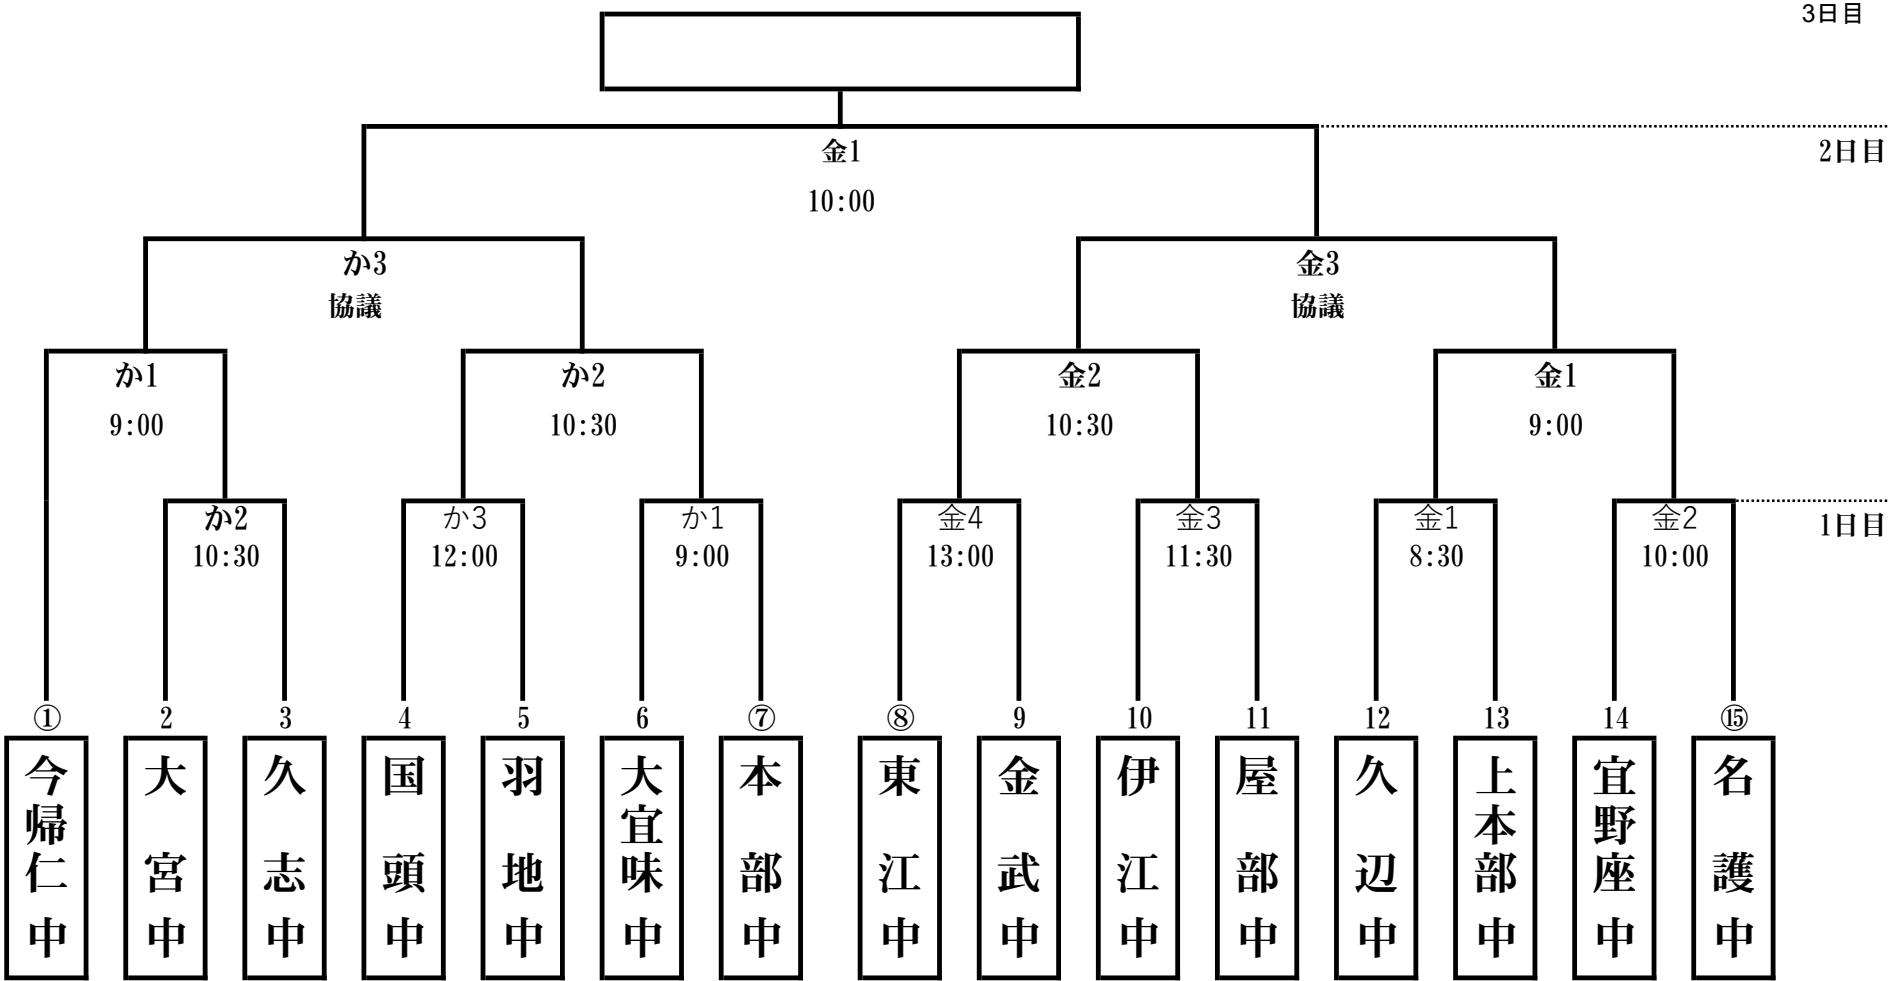 3日目
金1
2日目
10:00
か3
金3
協議
協議
か1
か2
金2
金1
9:00
10:30
10:30
9:00
か2
か3
か1
金4
金3
金1
金2
1日目
10:30
12:00
9:00
13:00
11:30
8:30
10:00
①
2
3
4
5
6
⑦
⑧
9
10
11
12
13
14
⑮
今帰仁中
大宮中
久志中
国頭中
羽地中
大宜味中
本部中
東江中
金武中
伊江中
屋部中
久辺中
上本部中
宜野座中
名護中